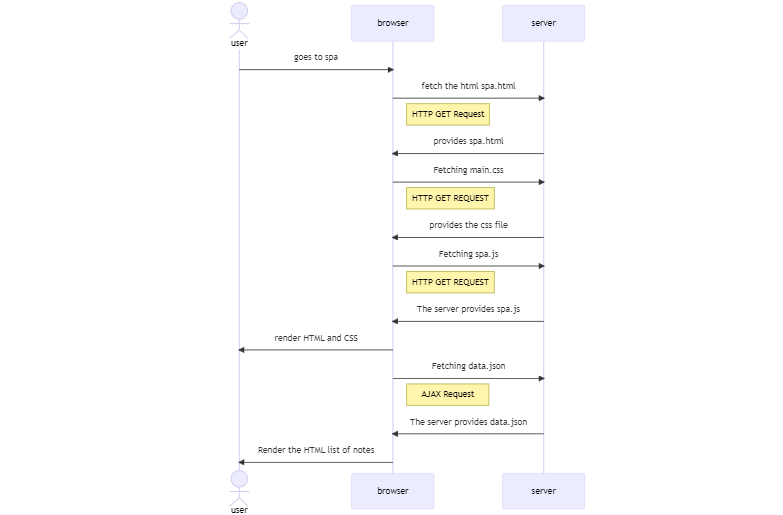 user
browser
server
goes to spa
fetch the html spa.html
HTTP GET Request
provides spa.html
Fetching main.css
HTTP GET REQUEST
provides the css file
Fetching spa.js
HTTP GET REQUEST
The server provides spa.js
render HTML and CSS
Fetching data.json
AJAX Request
The server provides data.json
Render the HTML list of notes
user
browser
server